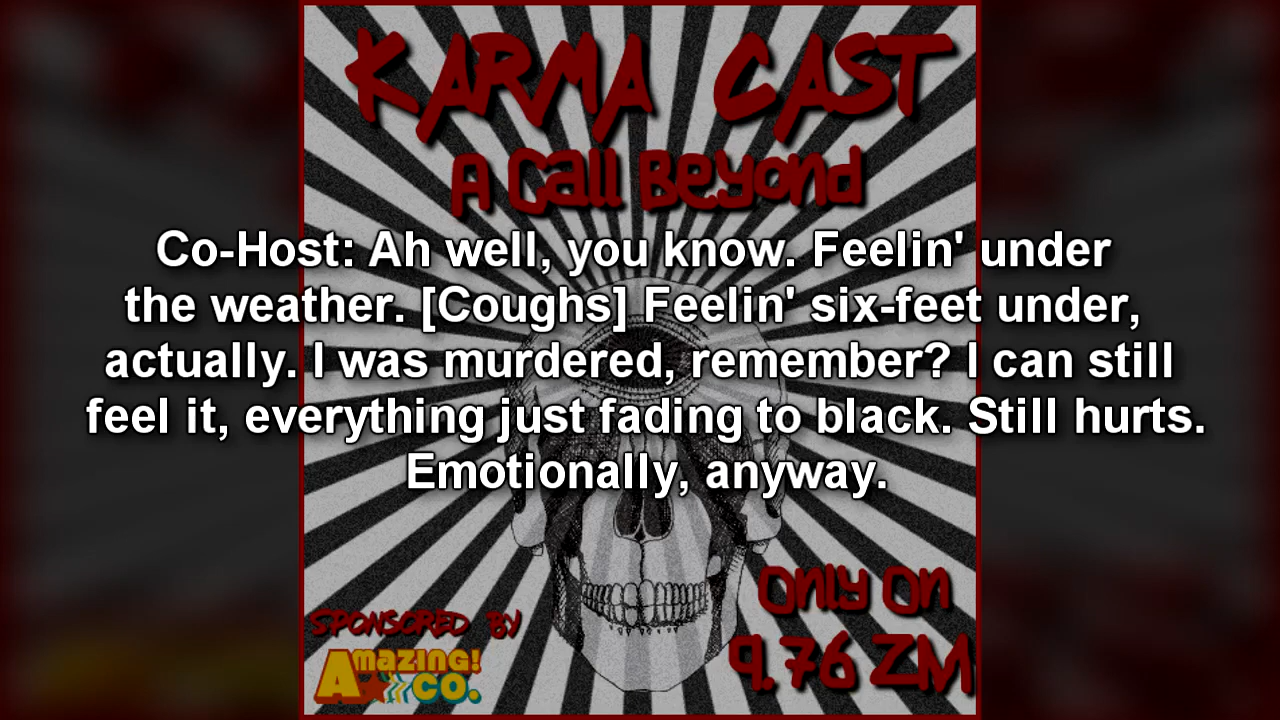 KARMA CAST
A Call Beyond
Co-Host: Ah well, you know. Feelin' under
the weather. [Coughs] Feelin' six-feet under,
actually. I was murdered, remember? I can still
feel it, everything just fading to black. Still hurts.
Emotionally, anyway.
Only On
9.76 ZM
SPONSORED BY
Amazing!
CO.